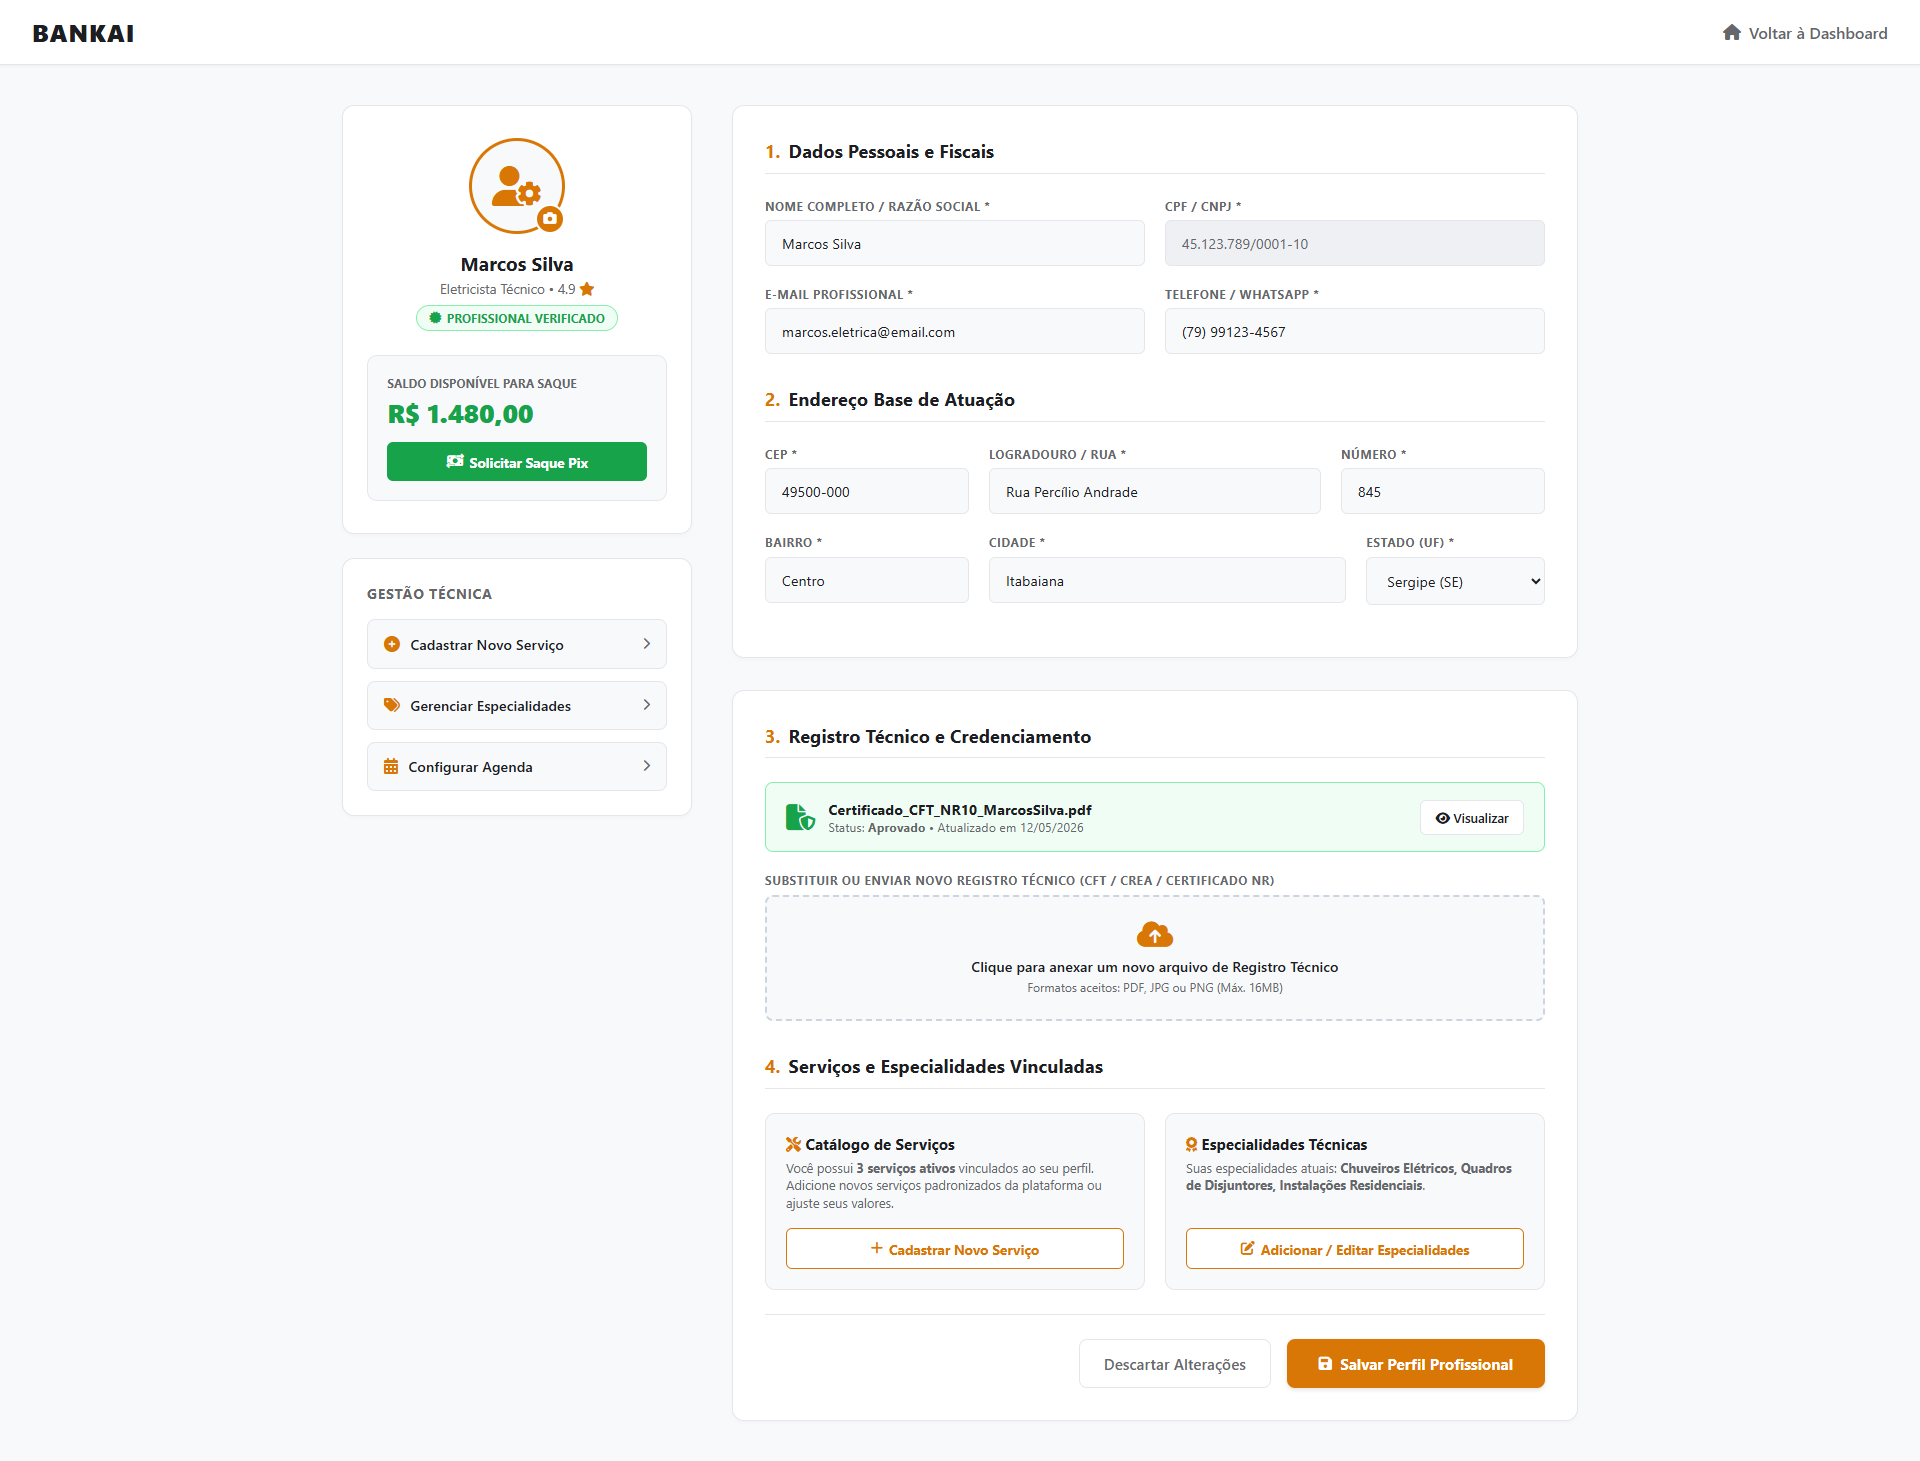 BANKAI
Voltar à Dashboard
Marcos Silva
Eletricista Técnico • 4.9
PROFISSIONAL VERIFICADO
SALDO DISPONÍVEL PARA SAQUE
R$ 1.480,00
Solicitar Saque Pix
GESTÃO TÉCNICA
Cadastrar Novo Serviço
Gerenciar Especialidades
Configurar Agenda
1. Dados Pessoais e Fiscais
NOME COMPLETO / RAZÃO SOCIAL *
CPF / CNPJ *
Marcos Silva
45.123.789/0001-10
E-MAIL PROFISSIONAL *
TELEFONE / WHATSAPP *
marcos.eletrica@email.com
(79) 99123-4567
2. Endereço Base de Atuação
CEP *
LOGRADOURO / RUA *
NÚMERO *
49500-000
Rua Percílio Andrade
845
BAIRRO *
CIDADE *
ESTADO (UF) *
Centro
Itabaiana
Sergipe (SE)
3. Registro Técnico e Credenciamento
Certificado_CFT_NR10_MarcosSilva.pdf
Status: Aprovado • Atualizado em 12/05/2026
Visualizar
SUBSTITUIR OU ENVIAR NOVO REGISTRO TÉCNICO (CFT / CREA / CERTIFICADO NR)
Clique para anexar um novo arquivo de Registro Técnico
Formatos aceitos: PDF, JPG ou PNG (Máx. 16MB)
4. Serviços e Especialidades Vinculadas
Catálogo de Serviços
Você possui 3 serviços ativos vinculados ao seu perfil.
Adicione novos serviços padronizados da plataforma ou
ajuste seus valores.
Cadastrar Novo Serviço
Especialidades Técnicas
Suas especialidades atuais: Chuveiros Elétricos, Quadros
de Disjuntores, Instalações Residenciais.
Adicionar / Editar Especialidades
Descartar Alterações
Salvar Perfil Profissional